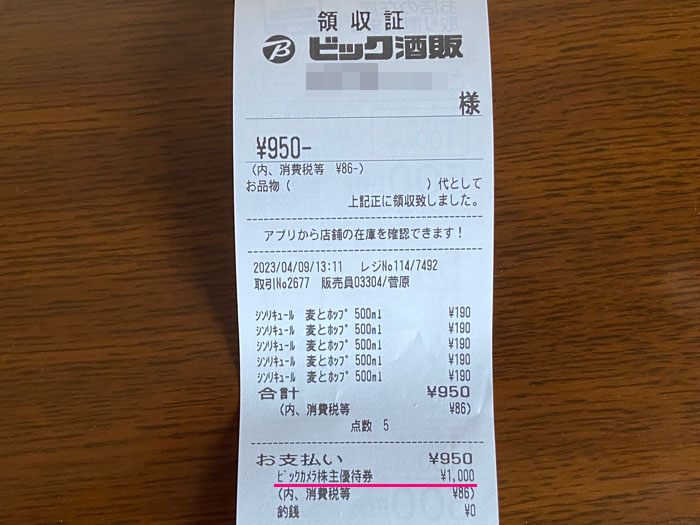 領収証
B ビック酒販
様
¥950-
(内、消費税等 ¥86-)
お品物( )代として
上記正に領収致しました。
アプリから店舗の在庫を確認できます!
2023/04/09/13:11 レジNo114/7492
取引No2677 販売員03304/菅原
シンリキュール 麦とホップ 500ml ¥190
シンリキュール 麦とホップ 500ml ¥190
シンリキュール 麦とホップ 500ml ¥190
シンリキュール 麦とホップ 500ml ¥190
シンリキュール 麦とホップ 500ml ¥190
合計 ¥950
(内、消費税等 ¥86)
点数 5
お支払い ¥950
ビックカメラ株主優待券 ¥1,000
(内、消費税等 ¥86)
釣銭 ¥0